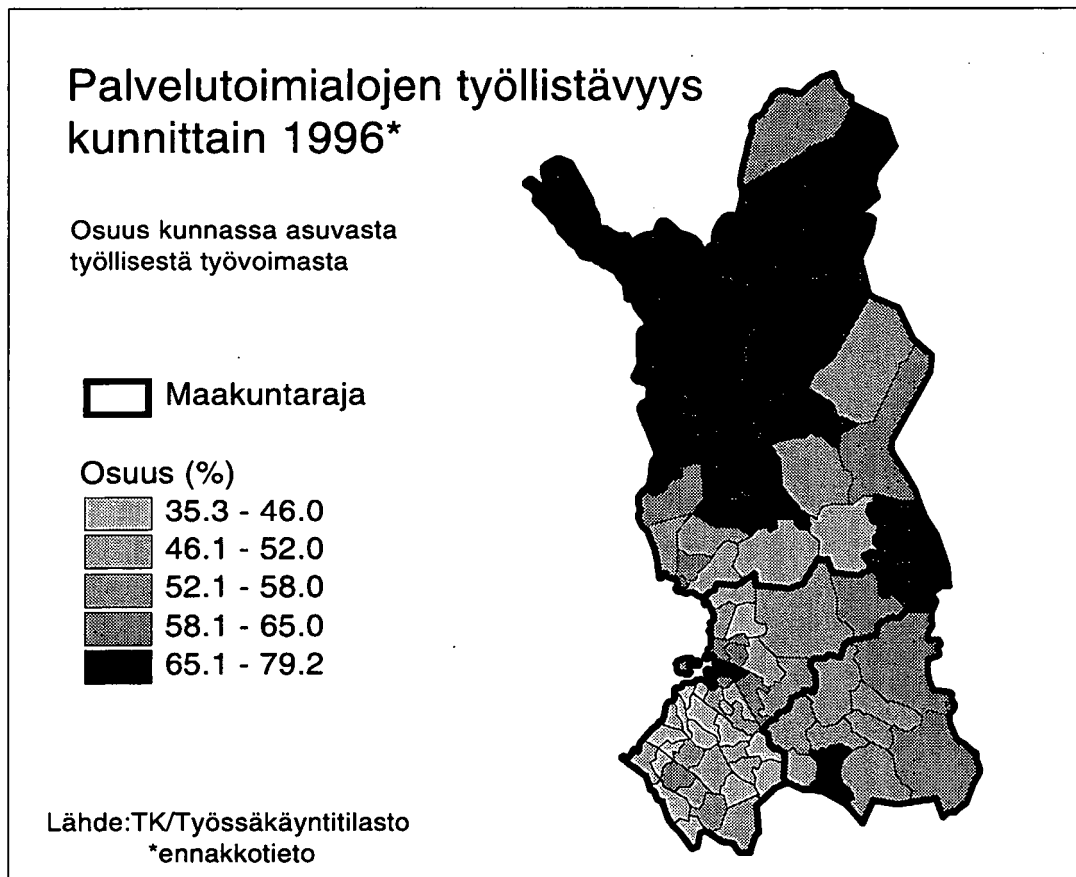 Palvelutoimialojen työllistävyys
kunnittain 1996*
Osuus kunnassa asuvasta
työllisestä työvoimasta
Maakuntaraja
Osuus (%)
35.3 - 46.0
46.1 - 52.0
52.1 - 58.0
58.1 - 65.0
65.1 - 79.2
Lähde:TK/Työssäkäyntitilasto
*ennakkotieto